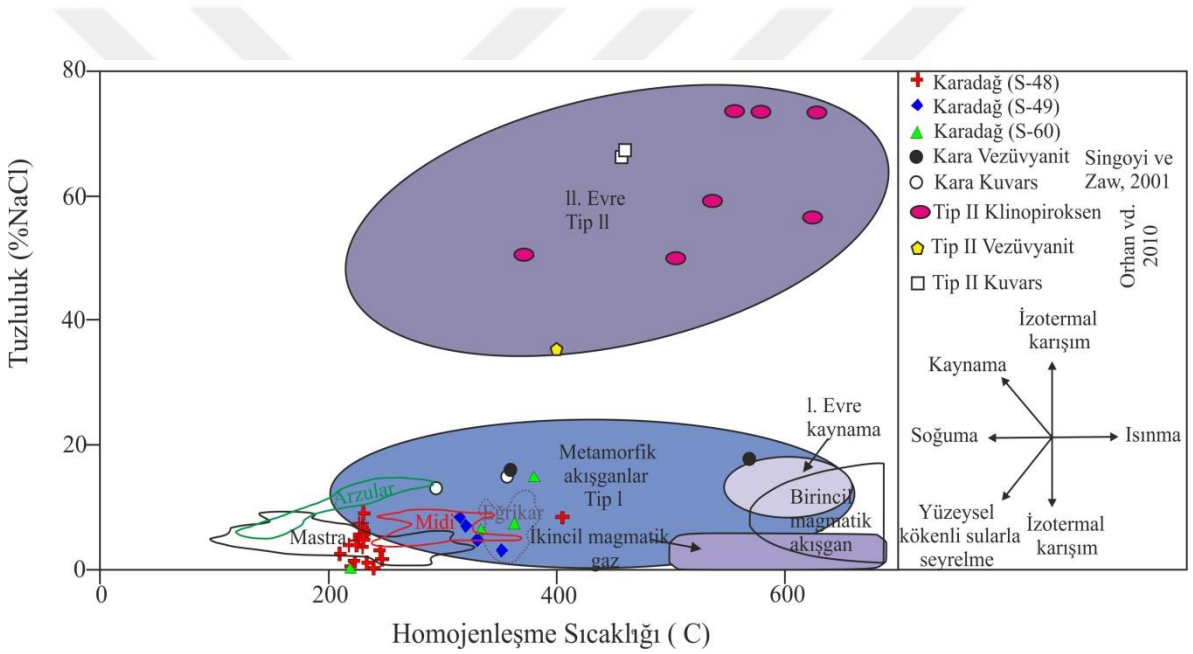 80
60
40
20
0
0
200
400
600
Tuzluluk (%NaCl)
Homojenleşme Sıcaklığı ( C)
ll. Evre
Tip ll
l. Evre
kaynama
Metamorfik
akışganlar
Tip l
Birincil
magmatik
akışgan
İkincil magmatik
gaz
Arzular
Mastra
Midi
Eğrikar
Karadağ (S-48)
Karadağ (S-49)
Karadağ (S-60)
Kara Vezüvyanit
Kara Kuvars
Singoyi ve
Zaw, 2001
Tip II Klinopiroksen
Tip II Vezüvyanit
Tip II Kuvars
Orhan vd.
2010
İzotermal
karışım
Kaynama
Soğuma
Isınma
Yüzeysel
kökenli sularla
seyrelme
İzotermal
karışım